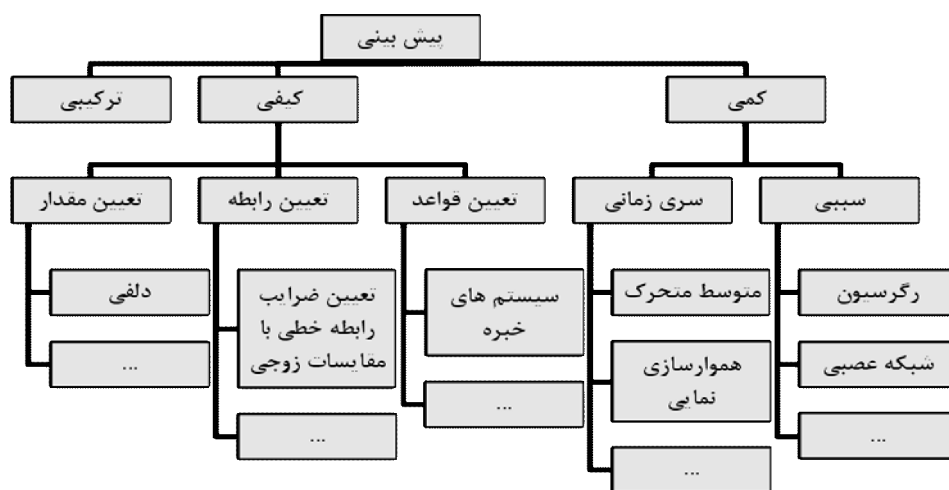 پیش بینی
کمی
کیفی
ترکیبی
سببی
سری زمانی
تعیین قواعد
تعیین رابطه
تعیین مقدار
رگرسیون
شبکه عصبی
...
متوسط متحرک
هموارسازی
نمایی
...
سیستم های
خبره
...
تعیین ضرایب
رابطه خطی با
مقایسات زوجی
...
دلفی
...